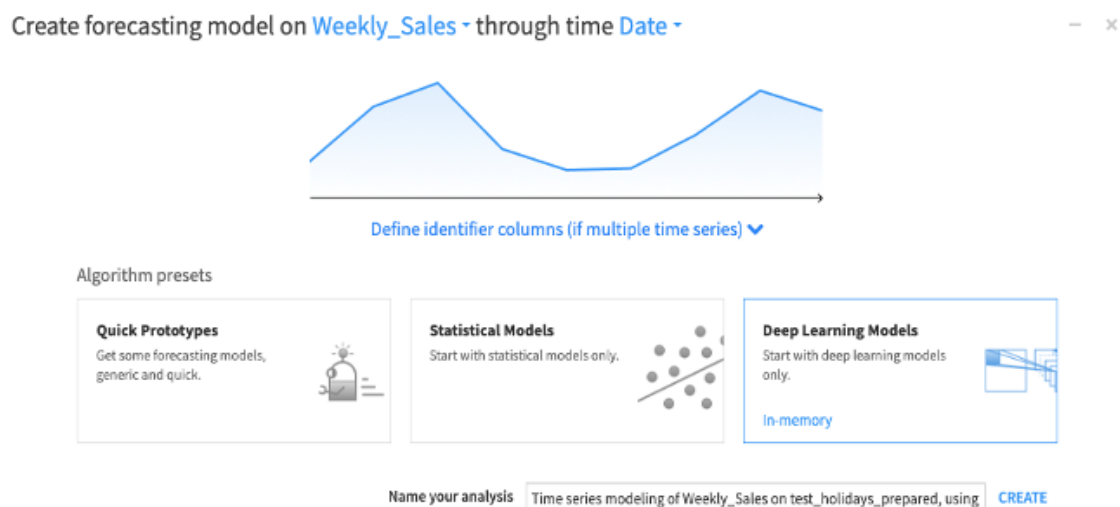 Create forecasting model on Weekly_Sales through time Date
Define identifier columns (if multiple time series)
Algorithm presets
Quick Prototypes
Get some forecasting models,
generic and quick.
Statistical Models
Start with statistical models only.
Deep Learning Models
Start with deep learning models
only.
In-memory
Name your analysis Time series modeling of Weekly_Sales on test_holidays_prepared, using CREATE